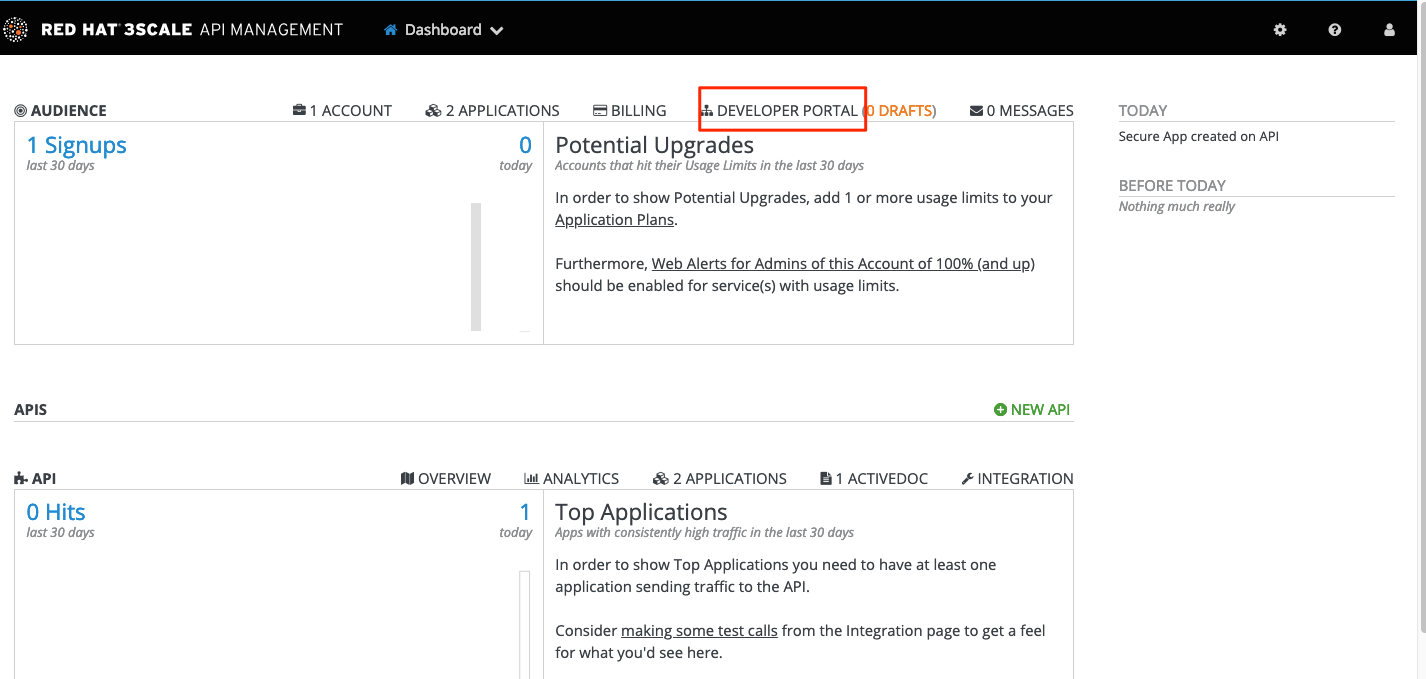 RED HAT® 3SCALE API MANAGEMENT Dashboard
AUDIENCE 1 ACCOUNT 2 APPLICATIONS BILLING DEVELOPER PORTAL (0 DRAFTS) 0 MESSAGES
1 Signups
last 30 days
0
today
Potential Upgrades
Accounts that hit their Usage Limits in the last 30 days
In order to show Potential Upgrades, add 1 or more usage limits to your
Application Plans.
Furthermore, Web Alerts for Admins of this Account of 100% (and up)
should be enabled for service(s) with usage limits.
TODAY
Secure App created on API
BEFORE TODAY
Nothing much really
APIS NEW API
API OVERVIEW ANALYTICS 2 APPLICATIONS 1 ACTIVEDOC INTEGRATION
0 Hits
last 30 days
1
today
Top Applications
Apps with consistently high traffic in the last 30 days
In order to show Top Applications you need to have at least one
application sending traffic to the API.
Consider making some test calls from the Integration page to get a feel
for what you'd see here.